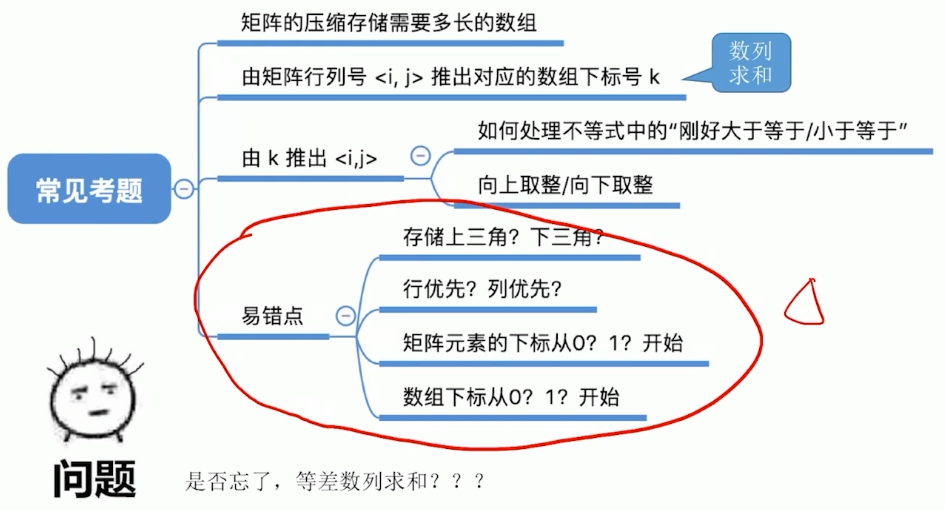 矩阵的压缩存储需要多长的数组
由矩阵行列号 <i, j> 推出对应的数组下标号 k
数列
求和
常见考题
由 k 推出 <i,j>
如何处理不等式中的“刚好大于等于/小于等于”
向上取整/向下取整
易错点
存储上三角？下三角？
行优先？列优先？
矩阵元素的下标从0？1？开始
数组下标从0？1？开始
问题
是否忘了，等差数列求和？？？